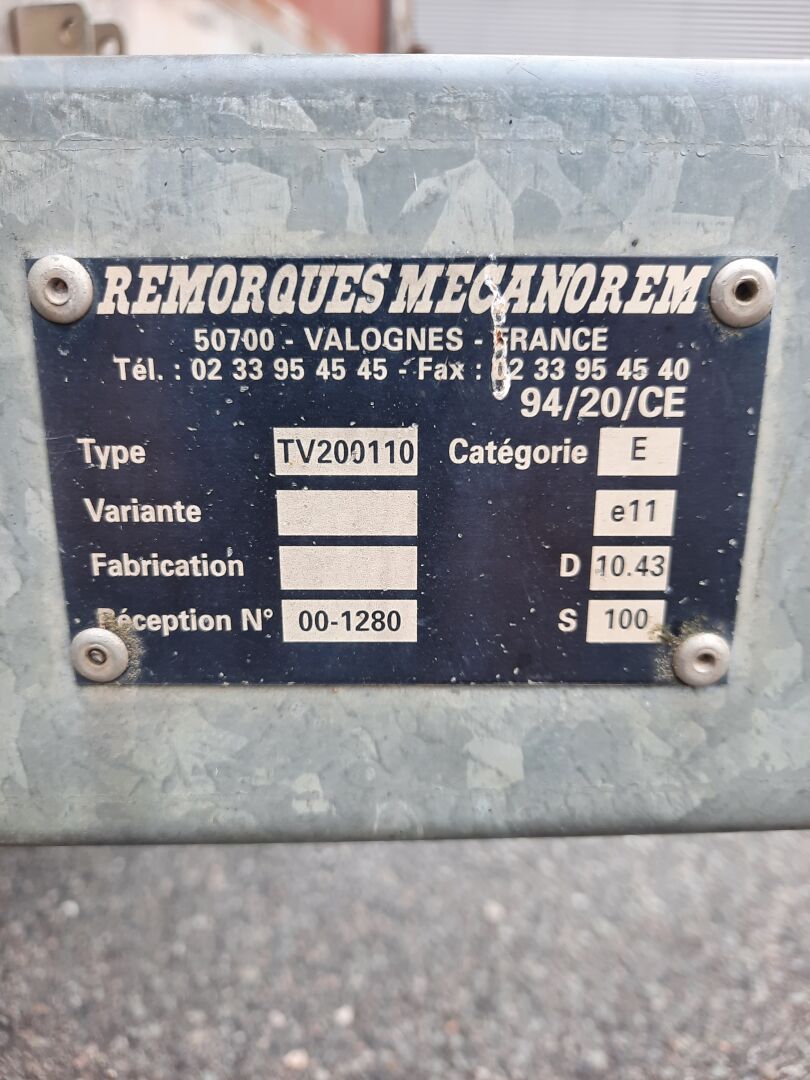 REMORQUES MECANOREM
50700 - VALOGNES - FRANCE
Tél. : 02 33 95 45 45 - Fax : 02 33 95 45 40
94/20/CE
Type TV200110 Catégorie E
Variante e11
Fabrication D 10.43
Réception N° 00-1280 S 100